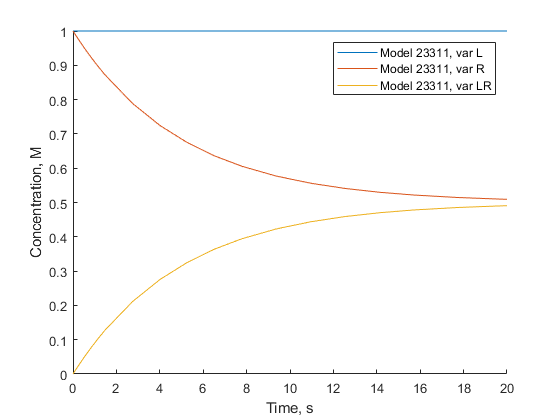 Model 23311, var L
Model 23311, var R
Model 23311, var LR
Concentration, M
1
0.9
0.8
0.7
0.6
0.5
0.4
0.3
0.2
0.1
0
0 2 4 6 8 10 12 14 16 18 20
Time, s